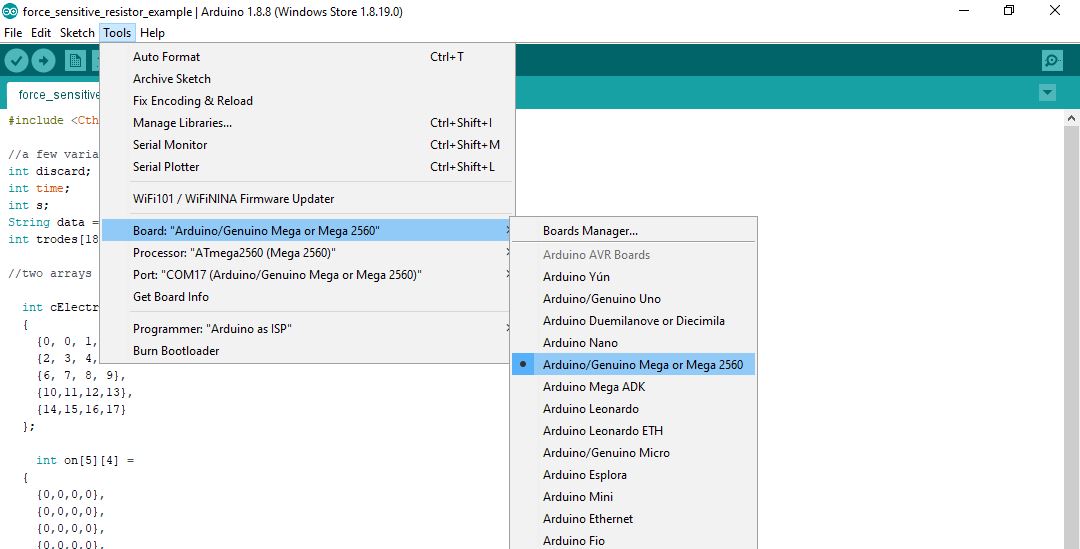 force_sensitive_resistor_example | Arduino 1.8.8 (Windows Store 1.8.19.0)
File Edit Sketch Tools Help
Auto Format Ctrl+T
Archive Sketch
Fix Encoding & Reload
Manage Libraries... Ctrl+Shift+I
Serial Monitor Ctrl+Shift+M
Serial Plotter Ctrl+Shift+L
WiFi101 / WiFiNINA Firmware Updater
Board: "Arduino/Genuino Mega or Mega 2560"
Processor: "ATmega2560 (Mega 2560)"
Port: "COM17 (Arduino/Genuino Mega or Mega 2560)"
Get Board Info
Programmer: "Arduino as ISP"
Burn Bootloader
Boards Manager...
Arduino AVR Boards
Arduino Yún
Arduino/Genuino Uno
Arduino Duemilanove or Diecimila
Arduino Nano
Arduino/Genuino Mega or Mega 2560
Arduino Mega ADK
Arduino Leonardo
Arduino Leonardo ETH
Arduino/Genuino Micro
Arduino Esplora
Arduino Mini
Arduino Ethernet
Arduino Fio
force_sensitive
#include <Cth
//a few varia
int discard;
int time;
int s;
String data =
int trodes[18
//two arrays
int cElectr
{
{0, 0, 1,
{2, 3, 4,
{6, 7, 8, 9},
{10,11,12,13},
{14,15,16,17}
};
int on[5][4] =
{
{0,0,0,0},
{0,0,0,0},
{0,0,0,0},
{0,0,0,0},